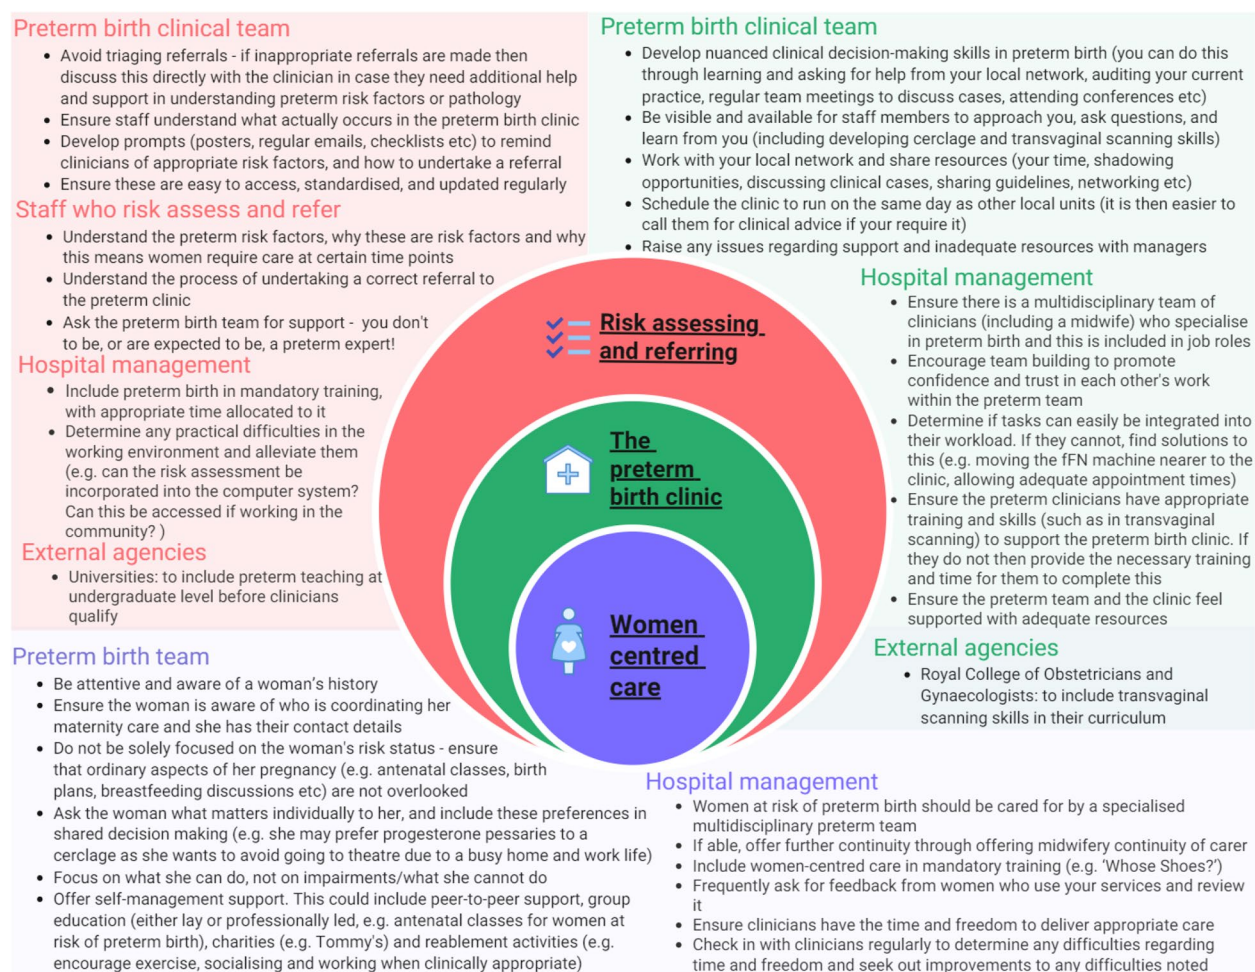 Preterm birth clinical team
• Avoid triaging referrals - if inappropriate referrals are made then
discuss this directly with the clinician in case they need additional help
and support in understanding preterm risk factors or pathology
• Ensure staff understand what actually occurs in the preterm birth clinic
• Develop prompts (posters, regular emails, checklists etc) to remind
clinicians of appropriate risk factors, and how to undertake a referral
• Ensure these are easy to access, standardised, and updated regularly
Staff who risk assess and refer
• Understand the preterm risk factors, why these are risk factors and why
this means women require care at certain time points
• Understand the process of undertaking a correct referral to
the preterm clinic
• Ask the preterm birth team for support - you don't
to be, or are expected to be, a preterm expert!
Hospital management
• Include preterm birth in mandatory training,
with appropriate time allocated to it
• Determine any practical difficulties in the
working environment and alleviate them
(e.g. can the risk assessment be
incorporated into the computer system?
Can this be accessed if working in the
community? )
External agencies
• Universities: to include preterm teaching at
undergraduate level before clinicians
qualify
Preterm birth clinical team
• Develop nuanced clinical decision-making skills in preterm birth (you can do this
through learning and asking for help from your local network, auditing your current
practice, regular team meetings to discuss cases, attending conferences etc)
• Be visible and available for staff members to approach you, ask questions, and
learn from you (including developing cerclage and transvaginal scanning skills)
• Work with your local network and share resources (your time, shadowing
opportunities, discussing clinical cases, sharing guidelines, networking etc)
• Schedule the clinic to run on the same day as other local units (it is then easier to
call them for clinical advice if your require it)
• Raise any issues regarding support and inadequate resources with managers
Hospital management
• Ensure there is a multidisciplinary team of
clinicians (including a midwife) who specialise
in preterm birth and this is included in job roles
• Encourage team building to promote
confidence and trust in each other's work
within the preterm team
• Determine if tasks can easily be integrated into
their workload. If they cannot, find solutions to
this (e.g. moving the fFN machine nearer to the
clinic, allowing adequate appointment times)
• Ensure the preterm clinicians have appropriate
training and skills (such as in transvaginal
scanning) to support the preterm birth clinic. If
they do not then provide the necessary training
and time for them to complete this
• Ensure the preterm team and the clinic feel
supported with adequate resources
External agencies
• Royal College of Obstetricians and
Gynaecologists: to include transvaginal
scanning skills in their curriculum
Risk assessing
and referring
The
preterm
birth clinic
Women
centred
care
Preterm birth team
• Be attentive and aware of a woman's history
• Ensure the woman is aware of who is coordinating her
maternity care and she has their contact details
• Do not be solely focused on the woman's risk status - ensure
that ordinary aspects of her pregnancy (e.g. antenatal classes, birth
plans, breastfeeding discussions etc) are not overlooked
• Ask the woman what matters individually to her, and include these preferences in
shared decision making (e.g. she may prefer progesterone pessaries to a
cerclage as she wants to avoid going to theatre due to a busy home and work life)
• Focus on what she can do, not on impairments/what she cannot do
• Offer self-management support. This could include peer-to-peer support, group
education (either lay or professionally led, e.g. antenatal classes for women at
risk of preterm birth), charities (e.g. Tommy's) and reablement activities (e.g.
encourage exercise, socialising and working when clinically appropriate)
Hospital management
• Women at risk of preterm birth should be cared for by a specialised
multidisciplinary preterm team
• If able, offer further continuity through offering midwifery continuity of carer
• Include women-centred care in mandatory training (e.g. 'Whose Shoes?')
• Frequently ask for feedback from women who use your services and review
it
• Ensure clinicians have the time and freedom to deliver appropriate care
• Check in with clinicians regularly to determine any difficulties regarding
time and freedom and seek out improvements to any difficulties noted